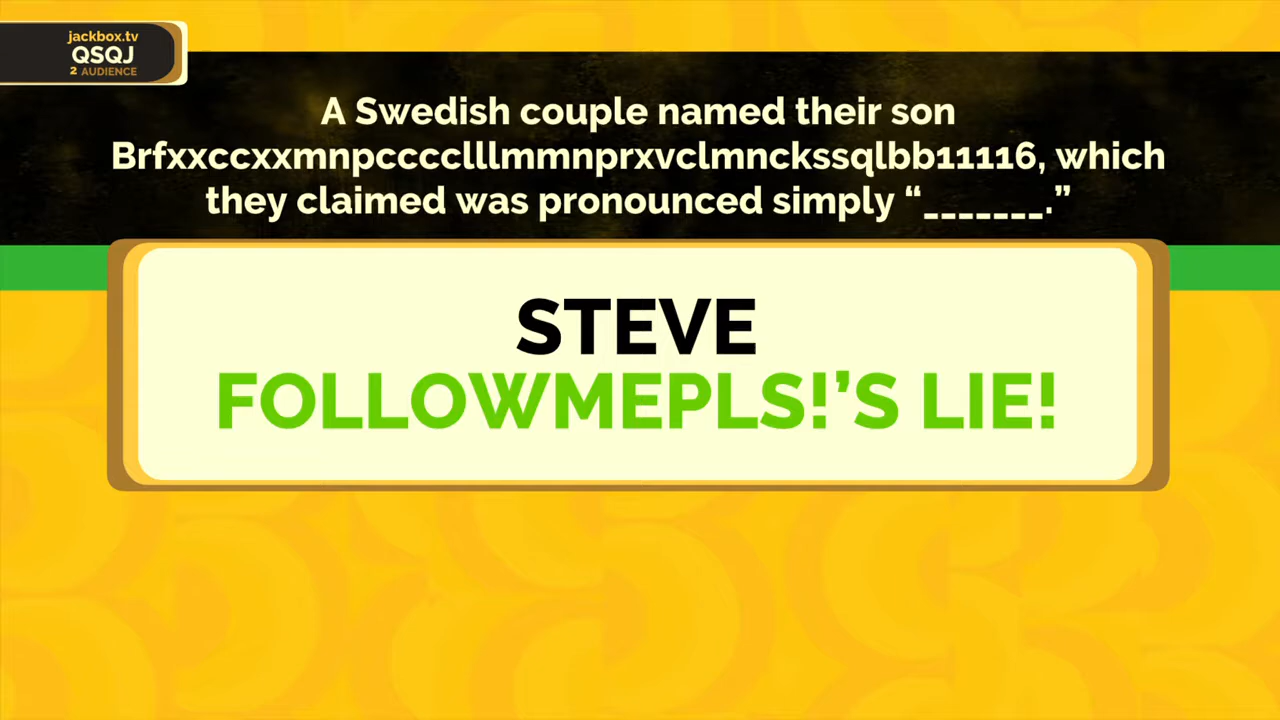 jackbox.tv
QSQJ
2 AUDIENCE
A Swedish couple named their son
Brfxxccxxmnpcccclllmmnprxvclmnckssqlbb11116, which
they claimed was pronounced simply “_______.”
STEVE
FOLLOWMEPLS!’S LIE!